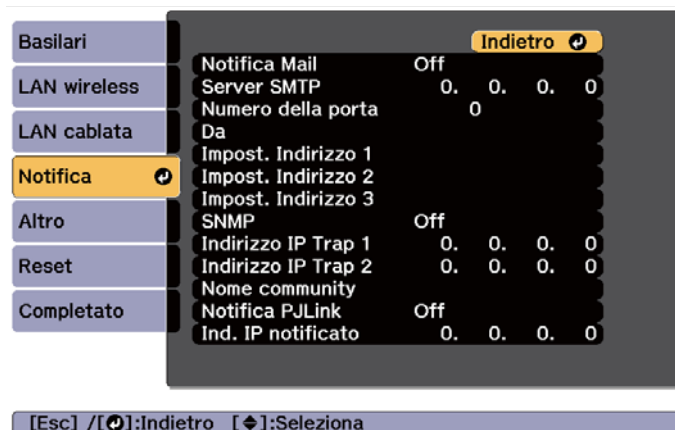 Basilari
LAN wireless
LAN cablata
Notifica
Altro
Reset
Completato
Indietro
Notifica Mail Off
Server SMTP 0. 0. 0. 0
Numero della porta 0
Da
Impost. Indirizzo 1
Impost. Indirizzo 2
Impost. Indirizzo 3
SNMP Off
Indirizzo IP Trap 1 0. 0. 0. 0
Indirizzo IP Trap 2 0. 0. 0. 0
Nome community
Notifica PJLink Off
Ind. IP notificato 0. 0. 0. 0
[Esc] /[⏎]:Indietro [◆]:Seleziona